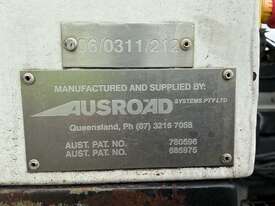 06/0311/212
MANUFACTURED AND SUPPLIED BY:
AUSROAD
SYSTEMS PTY LTD
Queensland, Ph (07) 3216 7058
AUST. PAT. NO. 780596
AUST. PAT. NO. 685975